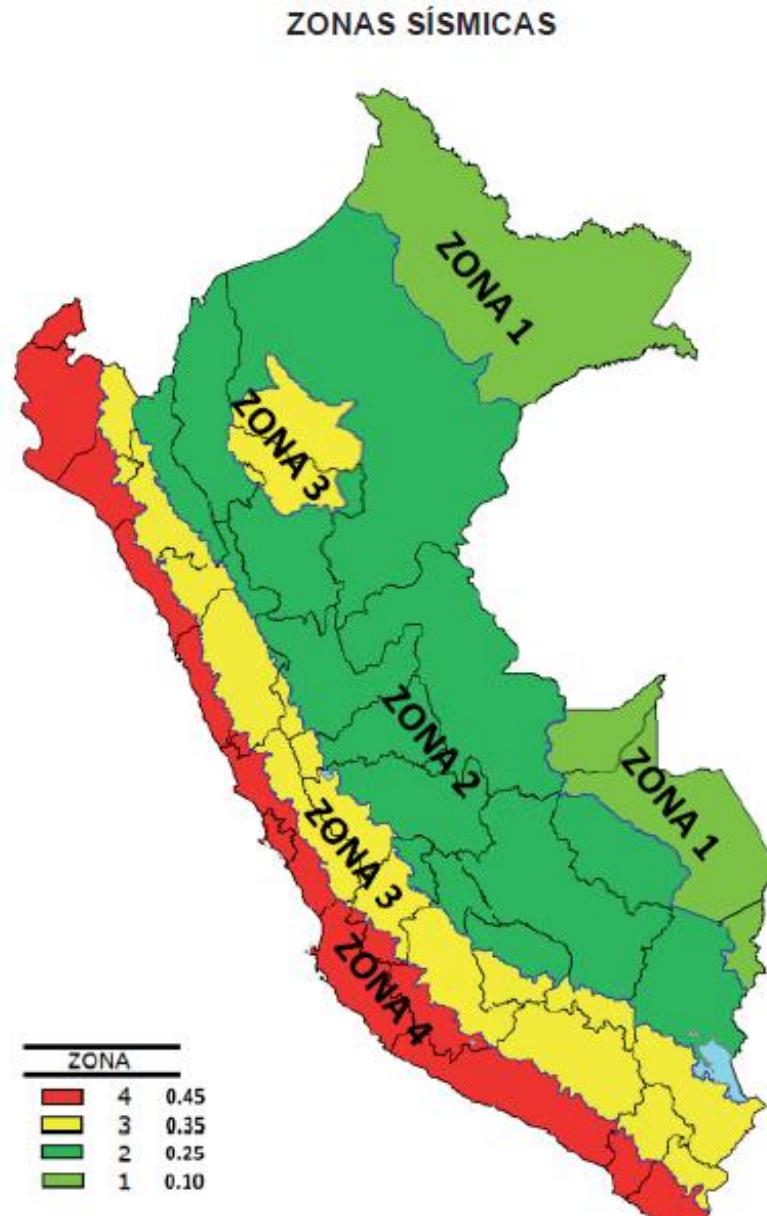 ZONAS SÍSMICAS
ZONA 1
ZONA 3
ZONA 2
ZONA 1
ZONA 3
ZONA 4
ZONA
4 0.45
3 0.35
2 0.25
1 0.10